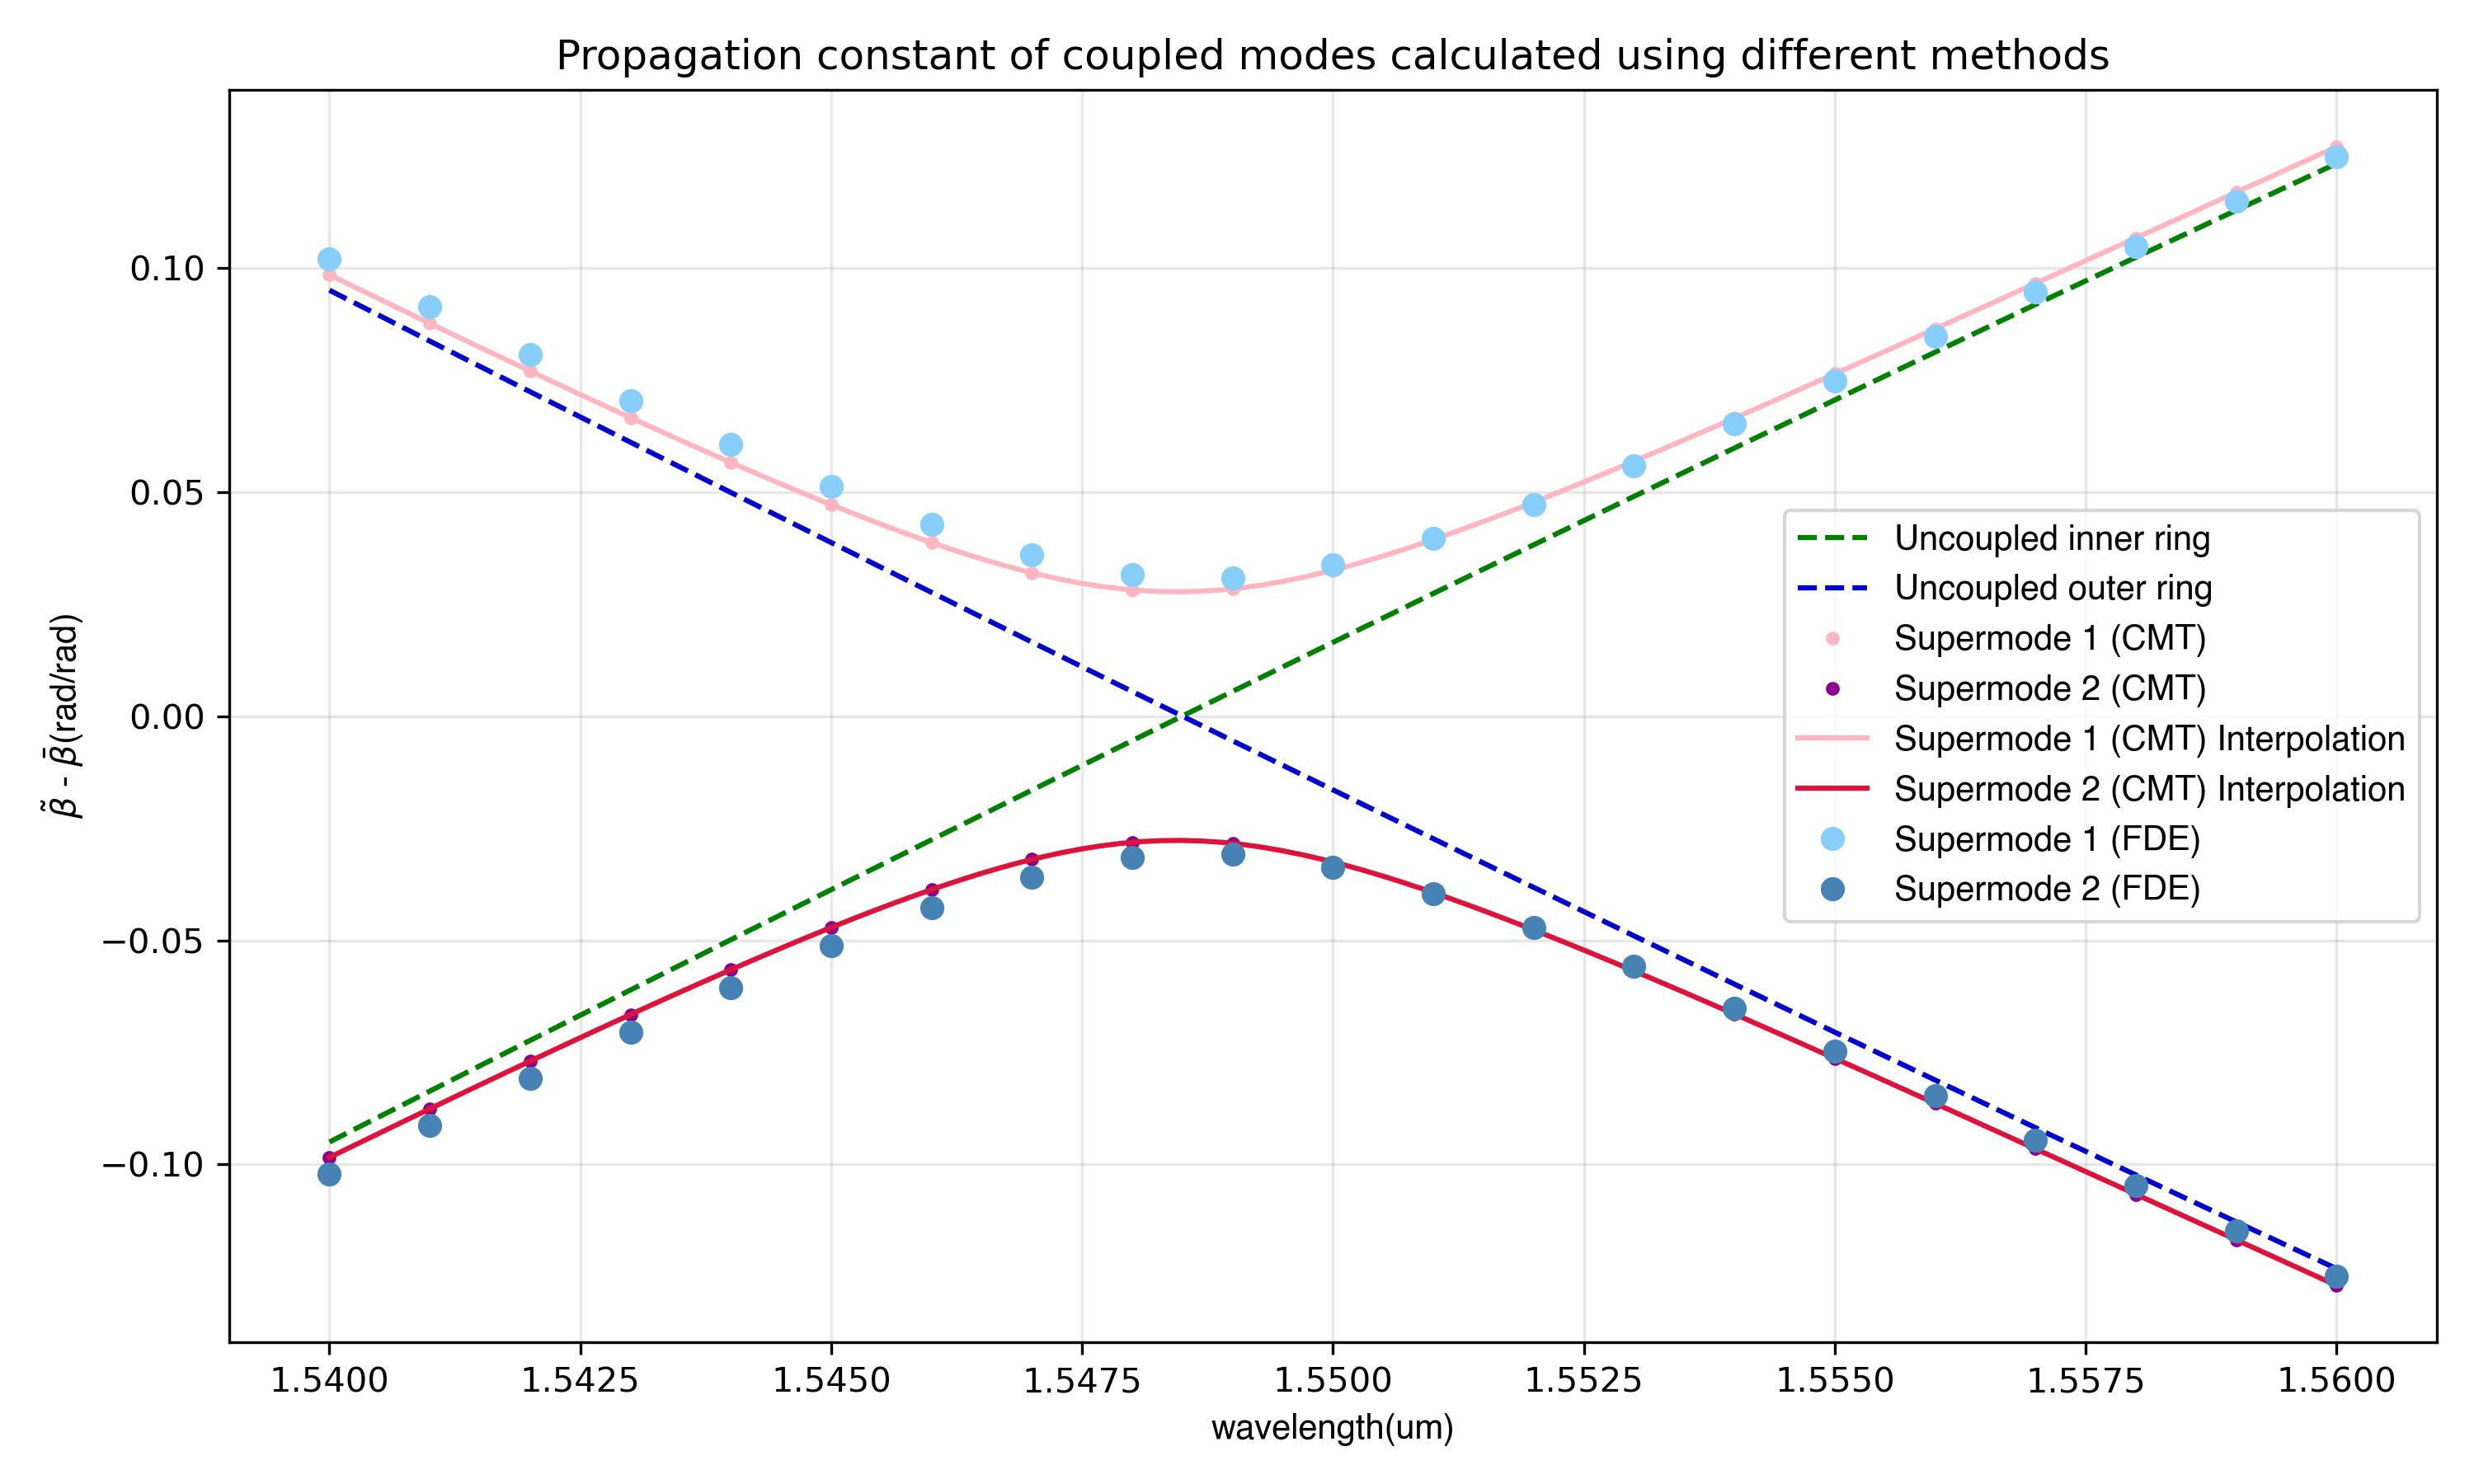 Propagation constant of coupled modes calculated using different methods
β̃ - β̄(rad/rad)
0.10
0.05
0.00
−0.05
−0.10
Uncoupled inner ring
Uncoupled outer ring
Supermode 1 (CMT)
Supermode 2 (CMT)
Supermode 1 (CMT) Interpolation
Supermode 2 (CMT) Interpolation
Supermode 1 (FDE)
Supermode 2 (FDE)
1.5400 1.5425 1.5450 1.5475 1.5500 1.5525 1.5550 1.5575 1.5600
wavelength(um)